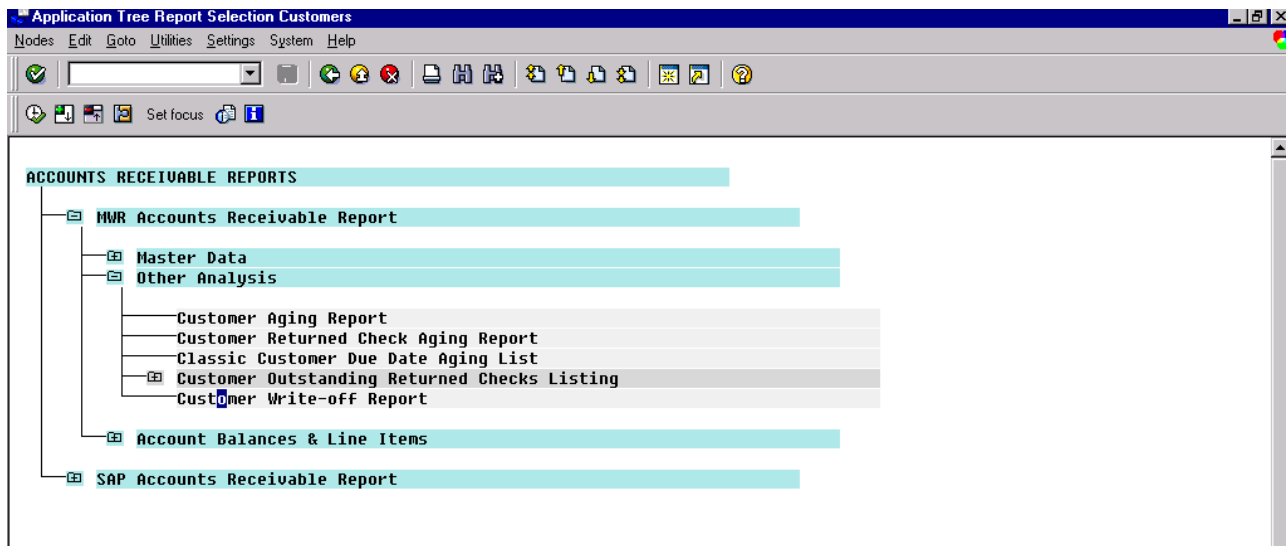 Application Tree Report Selection Customers
Nodes Edit Goto Utilities Settings System Help
Set focus
ACCOUNTS RECEIVABLE REPORTS
MWR Accounts Receivable Report
Master Data
Other Analysis
Customer Aging Report
Customer Returned Check Aging Report
Classic Customer Due Date Aging List
Customer Outstanding Returned Checks Listing
Customer Write-off Report
Account Balances & Line Items
SAP Accounts Receivable Report